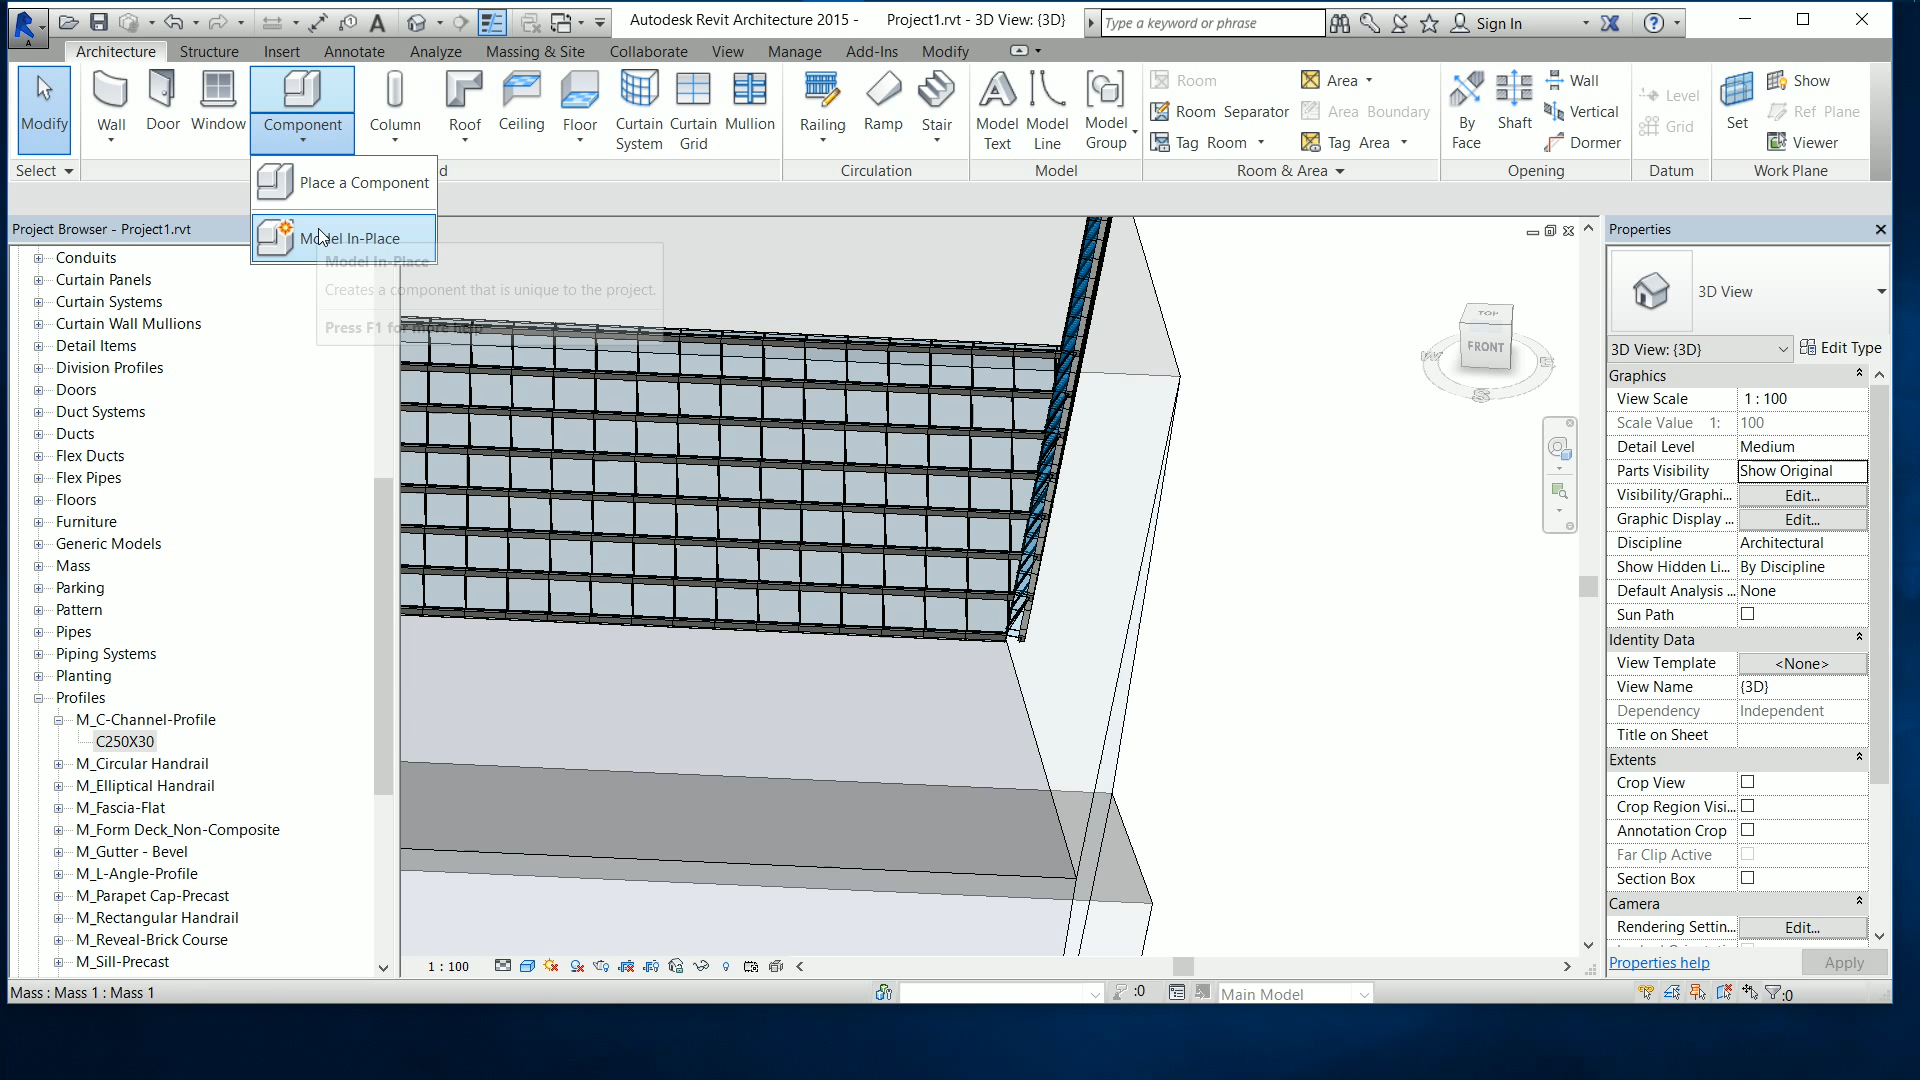 Autodesk Revit Architecture 2015 - Project1.rvt - 3D View: {3D}
Type a keyword or phrase
Sign In
Architecture Structure Insert Annotate Analyze Massing & Site Collaborate View Manage Add-Ins Modify
Modify Wall Door Window Component Column Roof Ceiling Floor Curtain System Curtain Grid Mullion Railing Ramp Stair Model Text Model Line Model Group
Room Area
Room Separator Area Boundary
Tag Room Tag Area
By Face Shaft Wall Vertical Dormer
Level
Grid
Set Show
Ref Plane
Viewer
Select d Circulation Model Room & Area Opening Datum Work Plane
Place a Component
Model In-Place
Model In-Place
Creates a component that is unique to the project.
Press F1 for more help
Project Browser - Project1.rvt
Conduits
Curtain Panels
Curtain Systems
Curtain Wall Mullions
Detail Items
Division Profiles
Doors
Duct Systems
Ducts
Flex Ducts
Flex Pipes
Floors
Furniture
Generic Models
Mass
Parking
Pattern
Pipes
Piping Systems
Planting
Profiles
M_C-Channel-Profile
C250X30
M_Circular Handrail
M_Elliptical Handrail
M_Fascia-Flat
M_Form Deck_Non-Composite
M_Gutter - Bevel
M_L-Angle-Profile
M_Parapet Cap-Precast
M_Rectangular Handrail
M_Reveal-Brick Course
M_Sill-Precast
TOP
FRONT
Properties
3D View
3D View: {3D} Edit Type
Graphics
View Scale 1 : 100
Scale Value 1: 100
Detail Level Medium
Parts Visibility Show Original
Visibility/Graphi... Edit...
Graphic Display ... Edit...
Discipline Architectural
Show Hidden Li... By Discipline
Default Analysis ... None
Sun Path
Identity Data
View Template <None>
View Name {3D}
Dependency Independent
Title on Sheet
Extents
Crop View
Crop Region Visi...
Annotation Crop
Far Clip Active
Section Box
Camera
Rendering Settin... Edit...
Properties help Apply
1 : 100
Mass : Mass 1 : Mass 1
:0
Main Model
:0